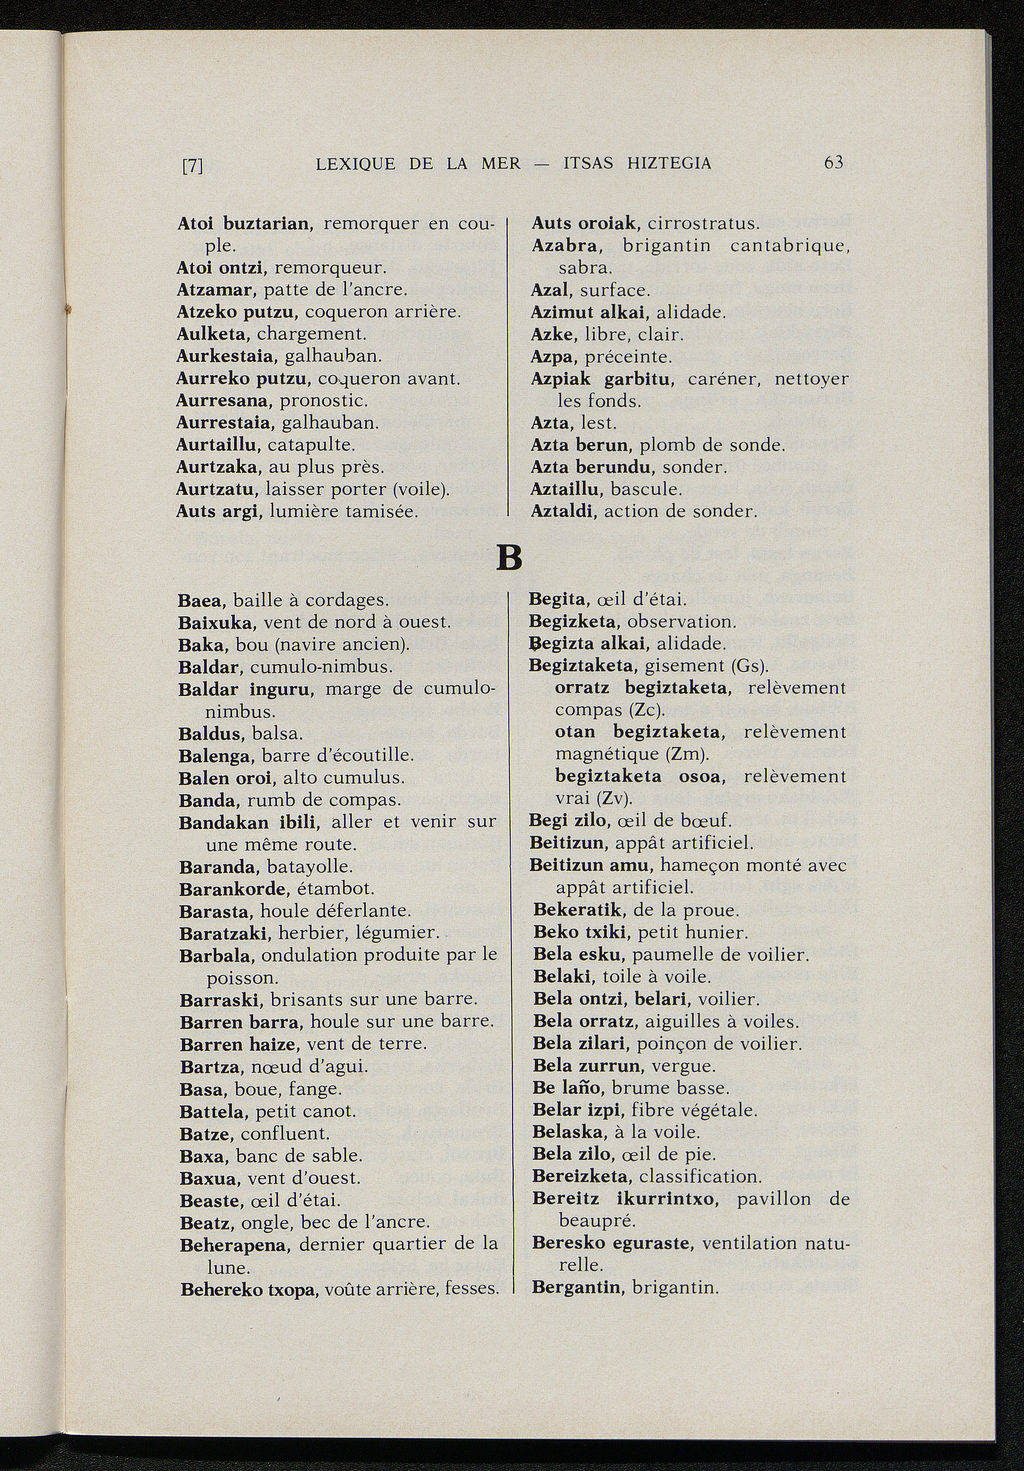 [7] LEXIQUE DE LA MER — ITSAS HIZTEGIA 63
Atoi buztarian, remorquer en cou-
ple.
Atoi ontzi, remorqueur.
Atzamar, patte de l'ancre.
Atzeko putzu, coqueron arrière.
Aulketa, chargement.
Aurkestaia, galhauban.
Aurreko putzu, coqueron avant.
Aurresana, pronostic.
Aurrestaia, galhauban.
Aurtaillu, catapulte.
Aurtzaka, au plus près.
Aurtzatu, laisser porter (voile).
Auts argi, lumière tamisée.
Auts oroiak, cirrostratus.
Azabra, brigantin cantabrique,
sabra.
Azal, surface.
Azimut alkai, alidade.
Azke, libre, clair.
Azpa, préceinte.
Azpiak garbitu, caréner, nettoyer
les fonds.
Azta, lest.
Azta berun, plomb de sonde.
Azta berundu, sonder.
Aztaillu, bascule.
Aztaldi, action de sonder.
B
Baea, baille à cordages.
Baixuka, vent de nord à ouest.
Baka, bou (navire ancien).
Baldar, cumulo-nimbus.
Baldar inguru, marge de cumulo-
nimbus.
Baldus, balsa.
Balenga, barre d'écoutille.
Balen oroi, alto cumulus.
Banda, rumb de compas.
Bandakan ibili, aller et venir sur
une même route.
Baranda, batayolle.
Barankorde, étambot.
Barasta, houle déferlante.
Baratzaki, herbier, légumier.
Barbala, ondulation produite par le
poisson.
Barraski, brisants sur une barre.
Barren barra, houle sur une barre.
Barren haize, vent de terre.
Bartza, nœud d'agui.
Basa, boue, fange.
Battela, petit canot.
Batze, confluent.
Baxa, banc de sable.
Baxua, vent d'ouest.
Beaste, œil d'étai.
Beatz, ongle, bec de l'ancre.
Beherapena, dernier quartier de la
lune.
Behereko txopa, voûte arrière, fesses.
Begita, œil d'étai.
Begizketa, observation.
Begizta alkai, alidade.
Begiztaketa, gisement (Gs).
orratz begiztaketa, relèvement
compas (Zc).
otan begiztaketa, relèvement
magnétique (Zm).
begiztaketa osoa, relèvement
vrai (Zv).
Begi zilo, œil de bœuf.
Beitizun, appât artificiel.
Beitizun amu, hameçon monté avec
appât artificiel.
Bekeratik, de la proue.
Beko txiki, petit hunier.
Bela esku, paumelle de voilier.
Belaki, toile à voile.
Bela ontzi, belari, voilier.
Bela orratz, aiguilles à voiles.
Bela zilari, poinçon de voilier.
Bela zurrun, vergue.
Be laño, brume basse.
Belar izpi, fibre végétale.
Belaska, à la voile.
Bela zilo, œil de pie.
Bereizketa, classification.
Bereitz ikurrintxo, pavillon de
beaupré.
Beresko eguraste, ventilation natu-
relle.
Bergantin, brigantin.